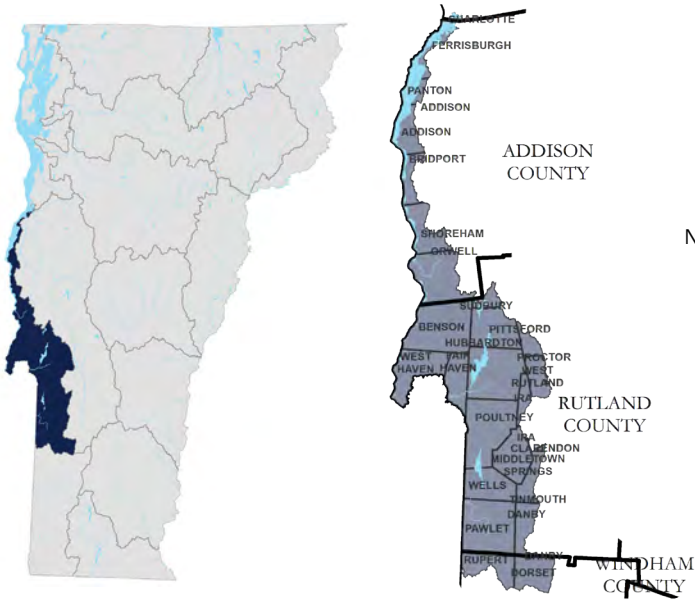 CHARLOTTE
FERRISBURGH
PANTON
ADDISON
ADDISON
BRIDPORT
ADDISON
COUNTY
N
SHOREHAM
ORWELL
SUDBURY
BENSON
PITTSFORD
HUBBARDTON
WEST
HAVEN
FAIR
HAVEN
PROCTOR
WEST
RUTLAND
IRA
RUTLAND
COUNTY
POULTNEY
IRA
CLARENDON
MIDDLETOWN
SPRINGS
WELLS
TINMOUTH
DANBY
PAWLET
DANBY
RUPERT
DORSET
WINDHAM
COUNTY